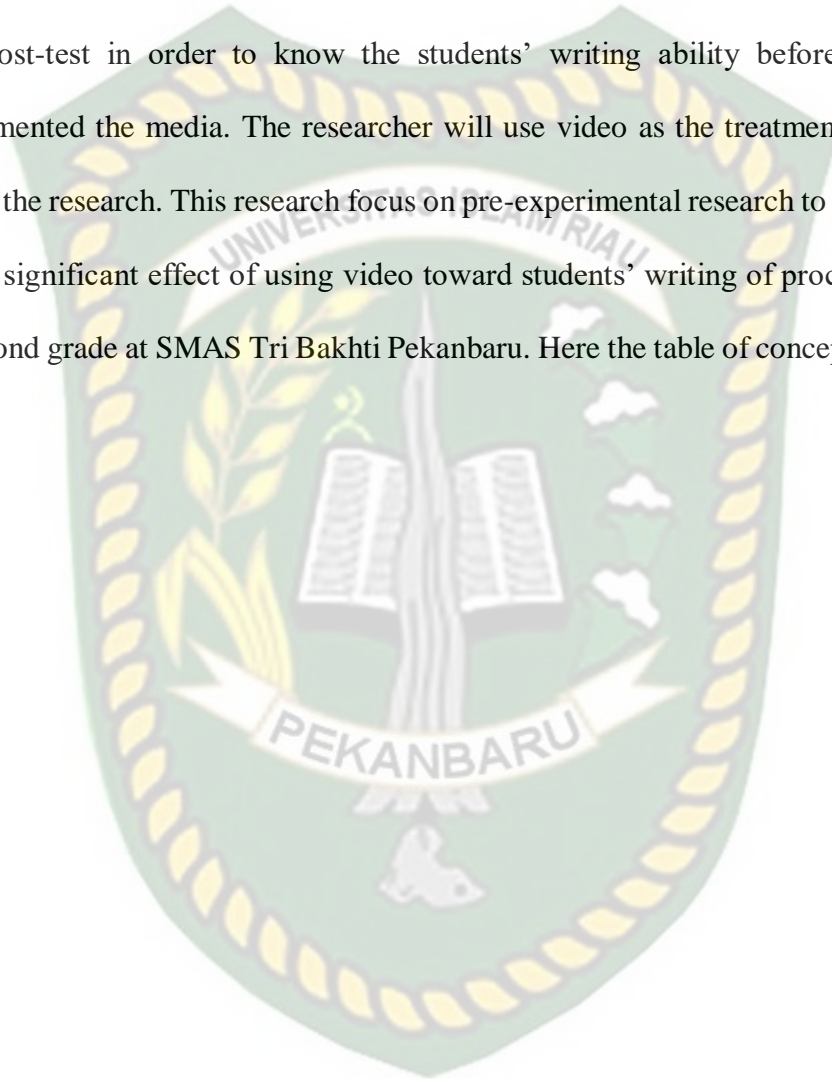 ost-test in order to know the students’ writing ability before
mented the media. The researcher will use video as the treatmen
the research. This research focus on pre-experimental research to
significant effect of using video toward students’ writing of proc
ond grade at SMAS Tri Bakhti Pekanbaru. Here the table of concep
UNIVERSITAS ISLAM RIAU
PEKANBARU